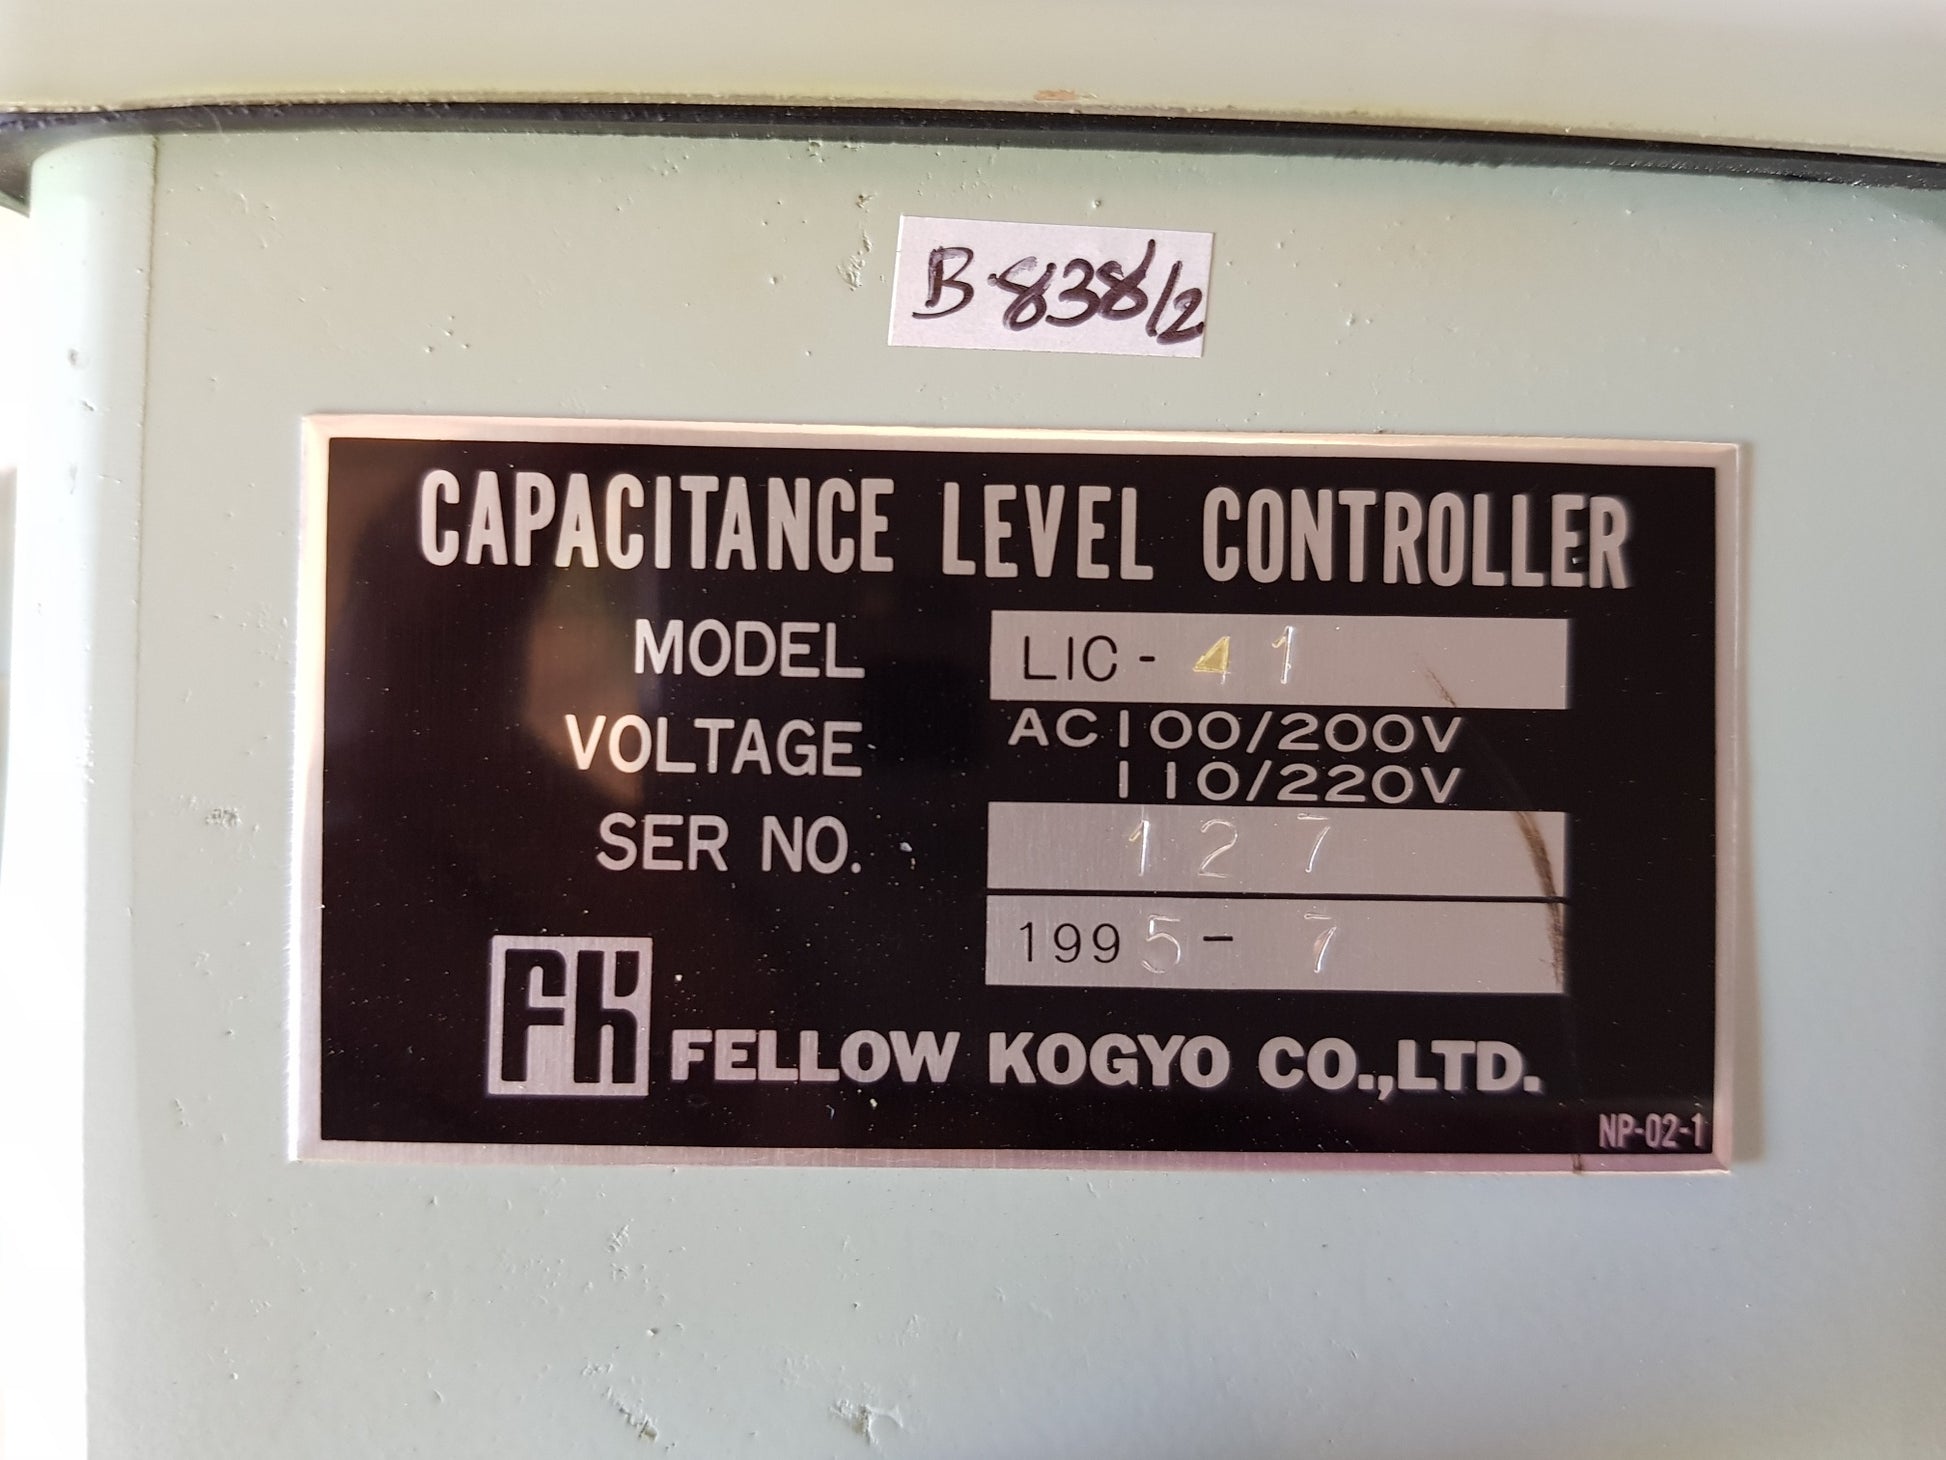 B-838/2
CAPACITANCE LEVEL CONTROLLER
MODEL LIC-41
VOLTAGE AC100/200V
110/220V
SER NO. 127
1995-7
FK FELLOW KOGYO CO.,LTD.
NP-02-1